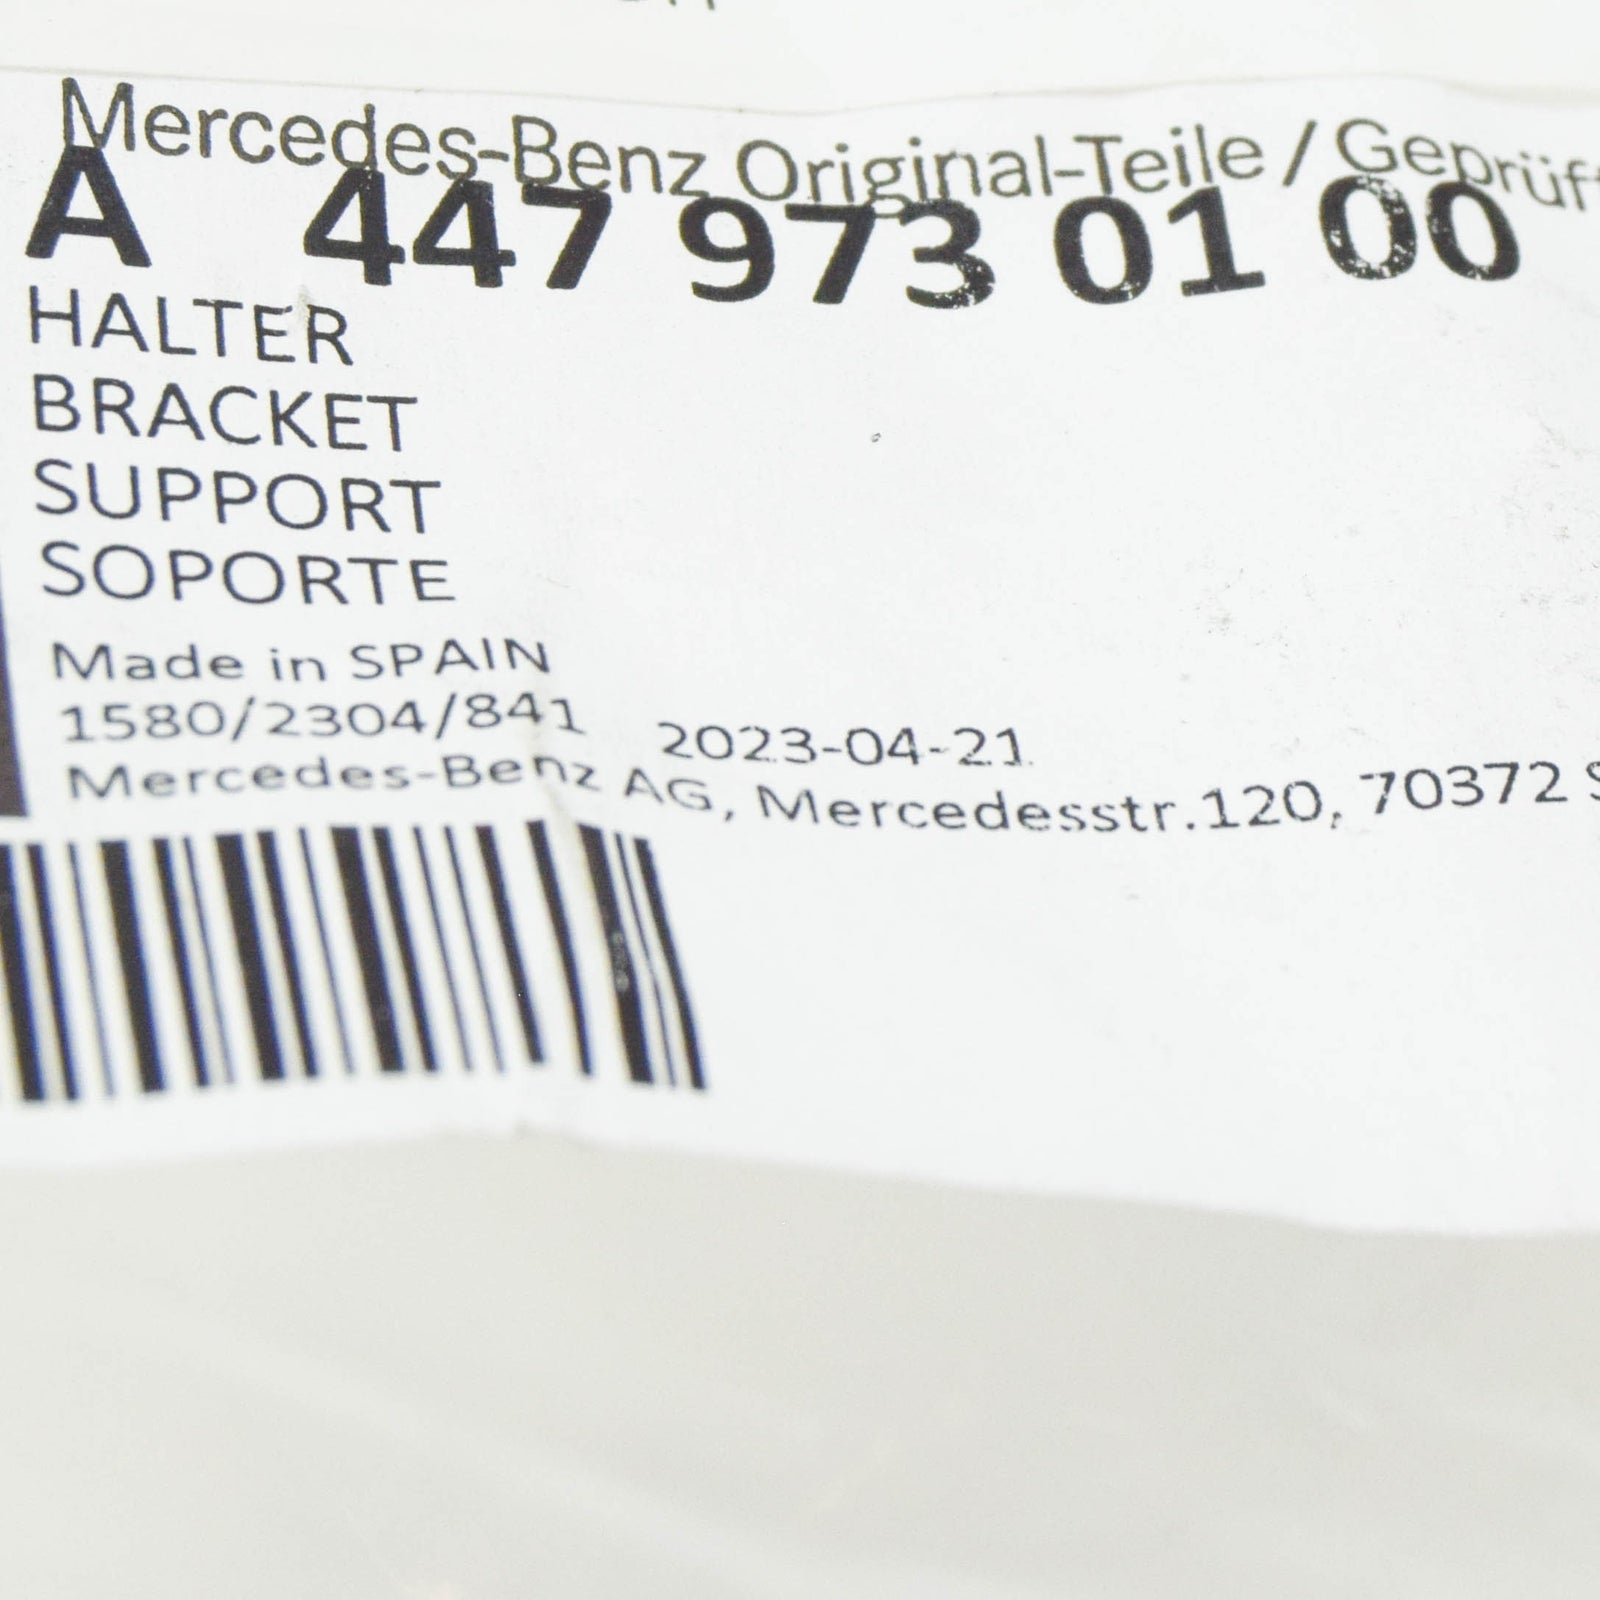 Mercedes-Benz Original-Teile / Geprüf
A 447 973 01 00
HALTER
BRACKET
SUPPORT
SOPORTE
Made in SPAIN
1580/2304/841 2023-04-21
Mercedes-Benz AG, Mercedesstr.120, 70372 S